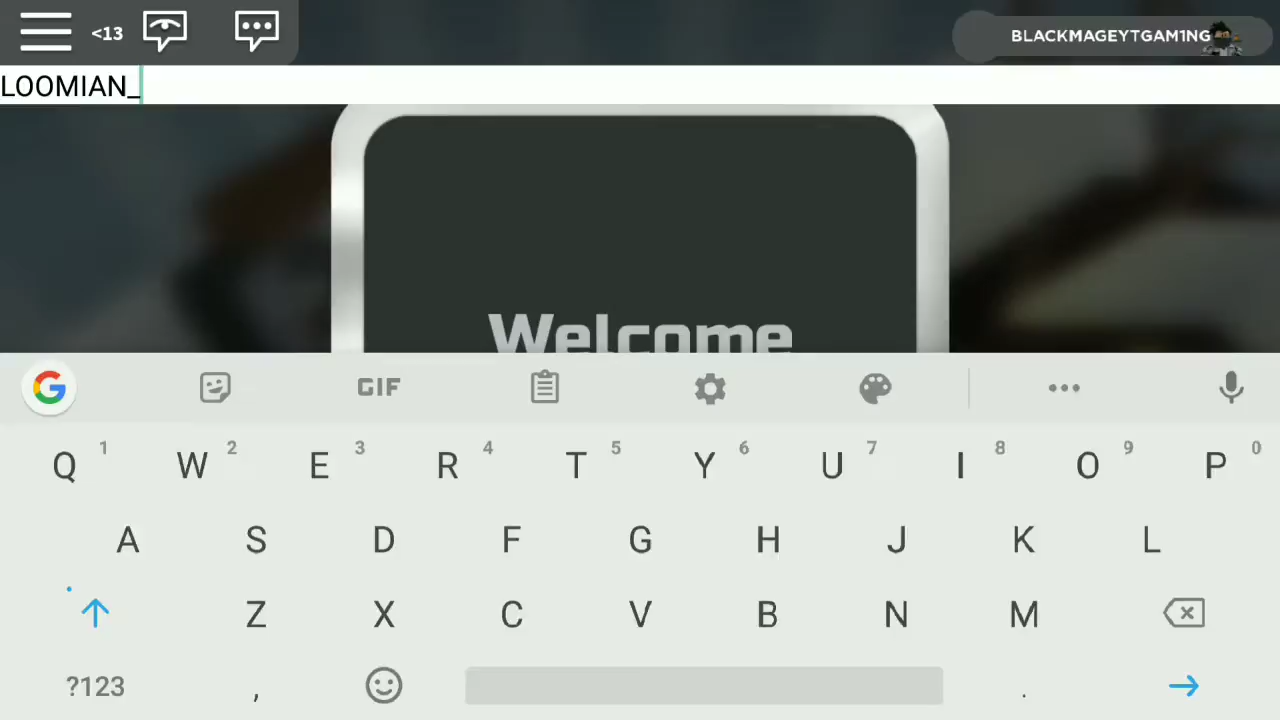 <13
BLACKMAGEYTGAM1NG
LOOMIAN_
Welcome
GIF
Q 1 W 2 E 3 R 4 T 5 Y 6 U 7 I 8 O 9 P 0
A S D F G H J K L
Z X C V B N M
?123 , .